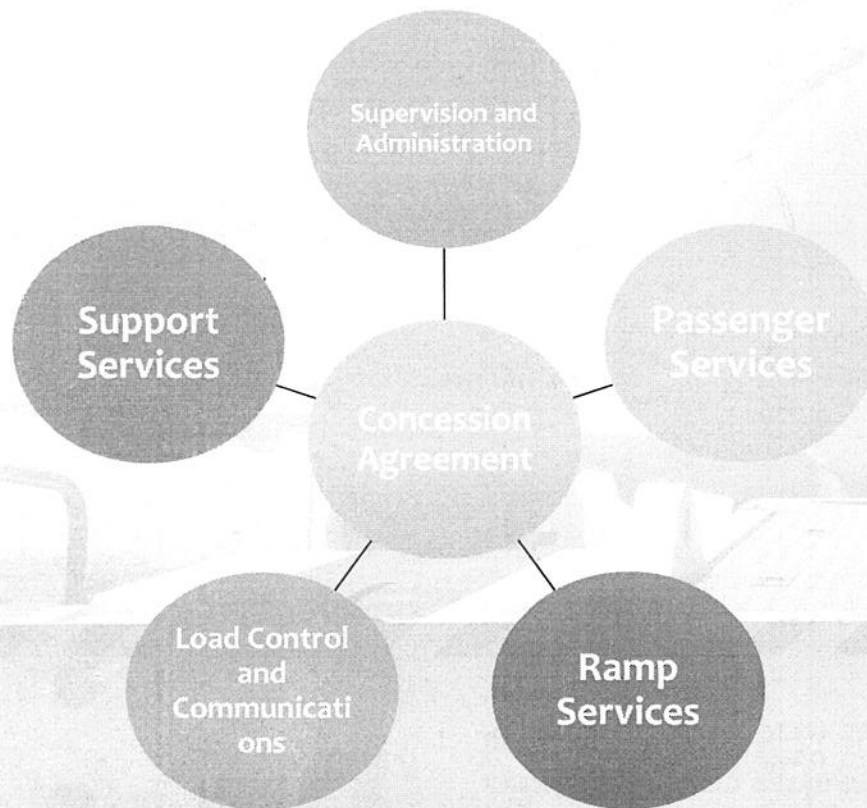 Supervision and
Administration
Passenger
Services
Ramp
Services
Load Control
and
Communicati
ons
Support
Services
Concession
Agreement